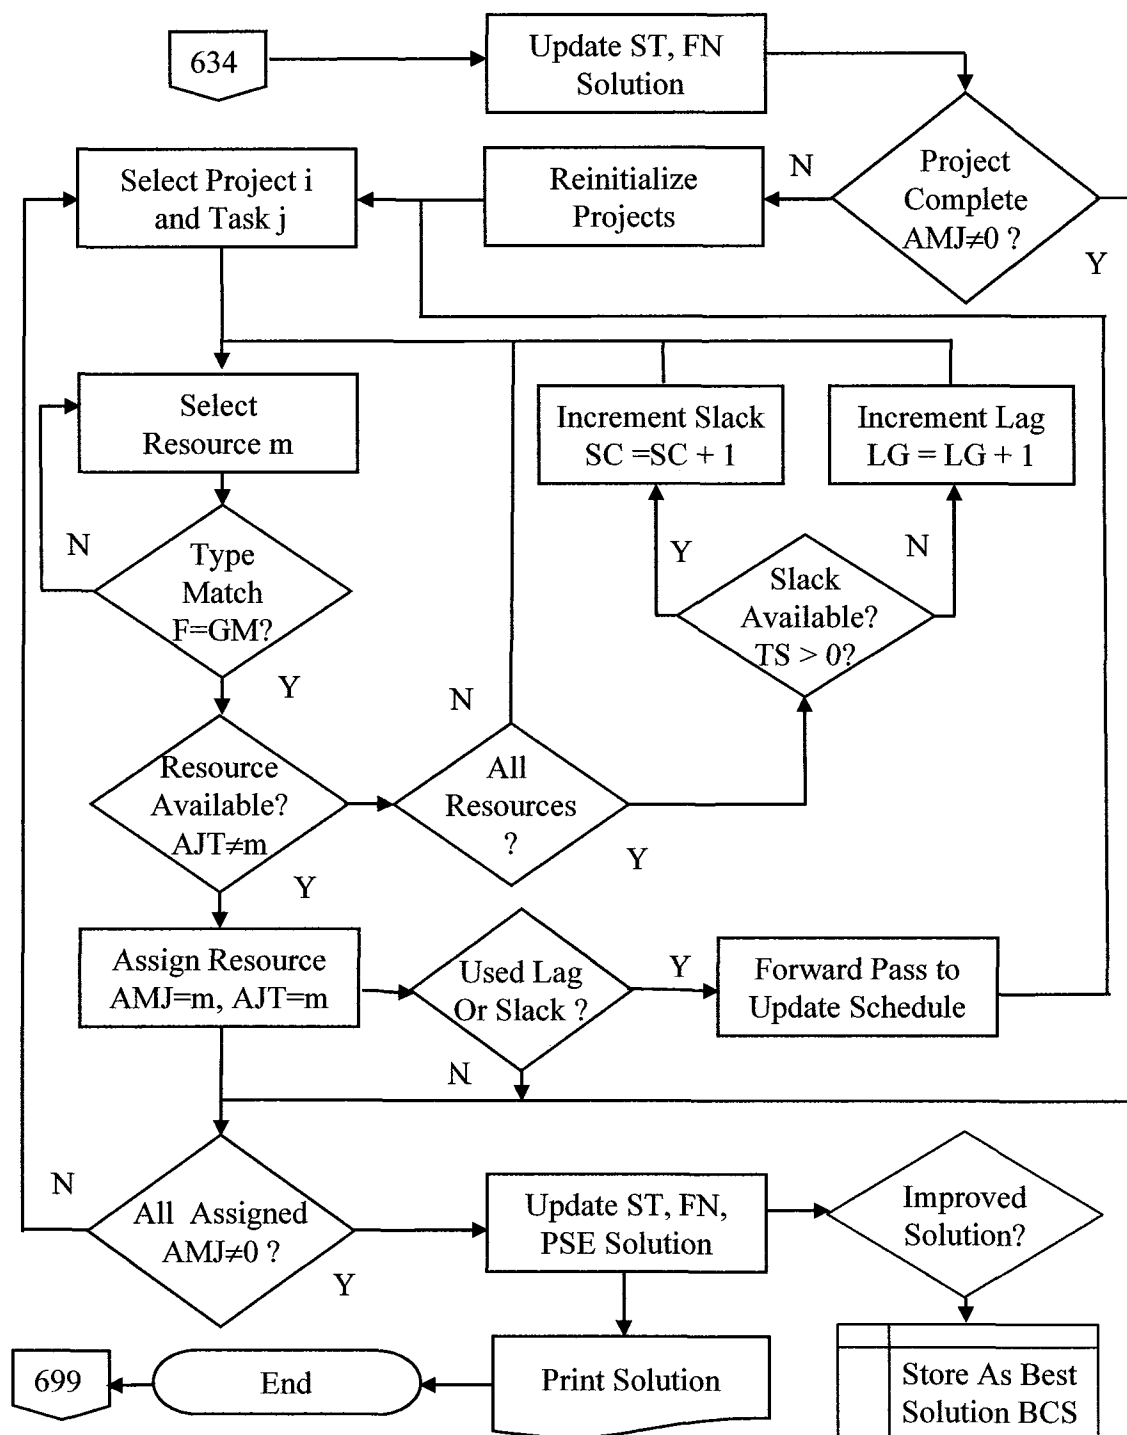 634
Update ST, FN
Solution
Project
Complete
AMJ≠0 ?
N
Y
Reinitialize
Projects
Select Project i
and Task j
Select
Resource m
Increment Slack
SC =SC + 1
Increment Lag
LG = LG + 1
N
Type
Match
F=GM?
Y
Y
N
Slack
Available?
TS > 0?
N
Resource
Available?
AJT≠m
Y
All
Resources
?
Y
Assign Resource
AMJ=m, AJT=m
Used Lag
Or Slack ?
Y
N
Forward Pass to
Update Schedule
N
All Assigned
AMJ≠0 ?
Y
Update ST, FN,
PSE Solution
Improved
Solution?
699
End
Print Solution
Store As Best
Solution BCS